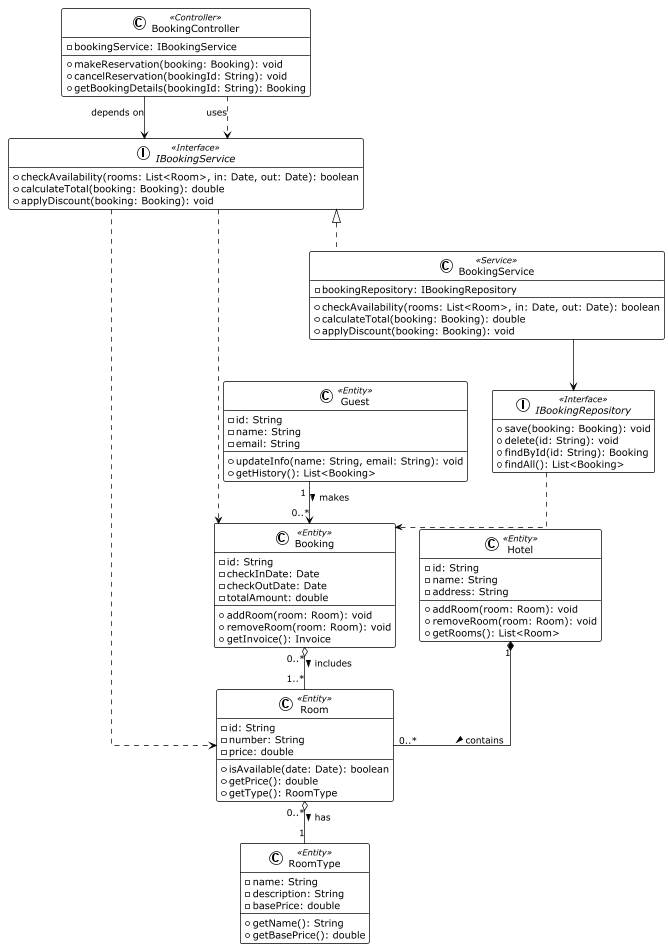 C
«Controller»
BookingController
bookingService: IBookingService
makeReservation(booking: Booking): void
cancelReservation(bookingId: String): void
getBookingDetails(bookingId: String): Booking
depends on
uses
I
«Interface»
IBookingService
checkAvailability(rooms: List<Room>, in: Date, out: Date): boolean
calculateTotal(booking: Booking): double
applyDiscount(booking: Booking): void
C
«Service»
BookingService
bookingRepository: IBookingRepository
checkAvailability(rooms: List<Room>, in: Date, out: Date): boolean
calculateTotal(booking: Booking): double
applyDiscount(booking: Booking): void
C
«Entity»
Guest
id: String
name: String
email: String
updateInfo(name: String, email: String): void
getHistory(): List<Booking>
I
«Interface»
IBookingRepository
save(booking: Booking): void
delete(id: String): void
findById(id: String): Booking
findAll(): List<Booking>
1
makes
0..*
C
«Entity»
Booking
id: String
checkInDate: Date
checkOutDate: Date
totalAmount: double
addRoom(room: Room): void
removeRoom(room: Room): void
getInvoice(): Invoice
C
«Entity»
Hotel
id: String
name: String
address: String
addRoom(room: Room): void
removeRoom(room: Room): void
getRooms(): List<Room>
0..*
includes
1..*
1
C
«Entity»
Room
id: String
number: String
price: double
isAvailable(date: Date): boolean
getPrice(): double
getType(): RoomType
0..*
contains
0..*
has
1
C
«Entity»
RoomType
name: String
description: String
basePrice: double
getName(): String
getBasePrice(): double